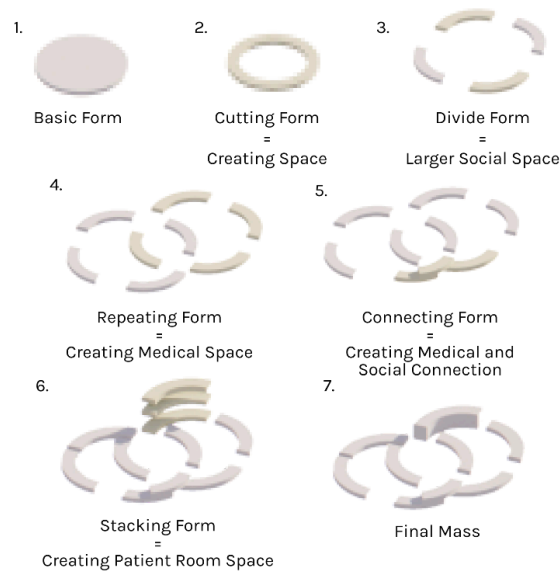 1.
Basic Form
2.
Cutting Form
=
Creating Space
3.
Divide Form
=
Larger Social Space
4.
Repeating Form
=
Creating Medical Space
5.
Connecting Form
=
Creating Medical and
Social Connection
6.
Stacking Form
=
Creating Patient Room Space
7.
Final Mass